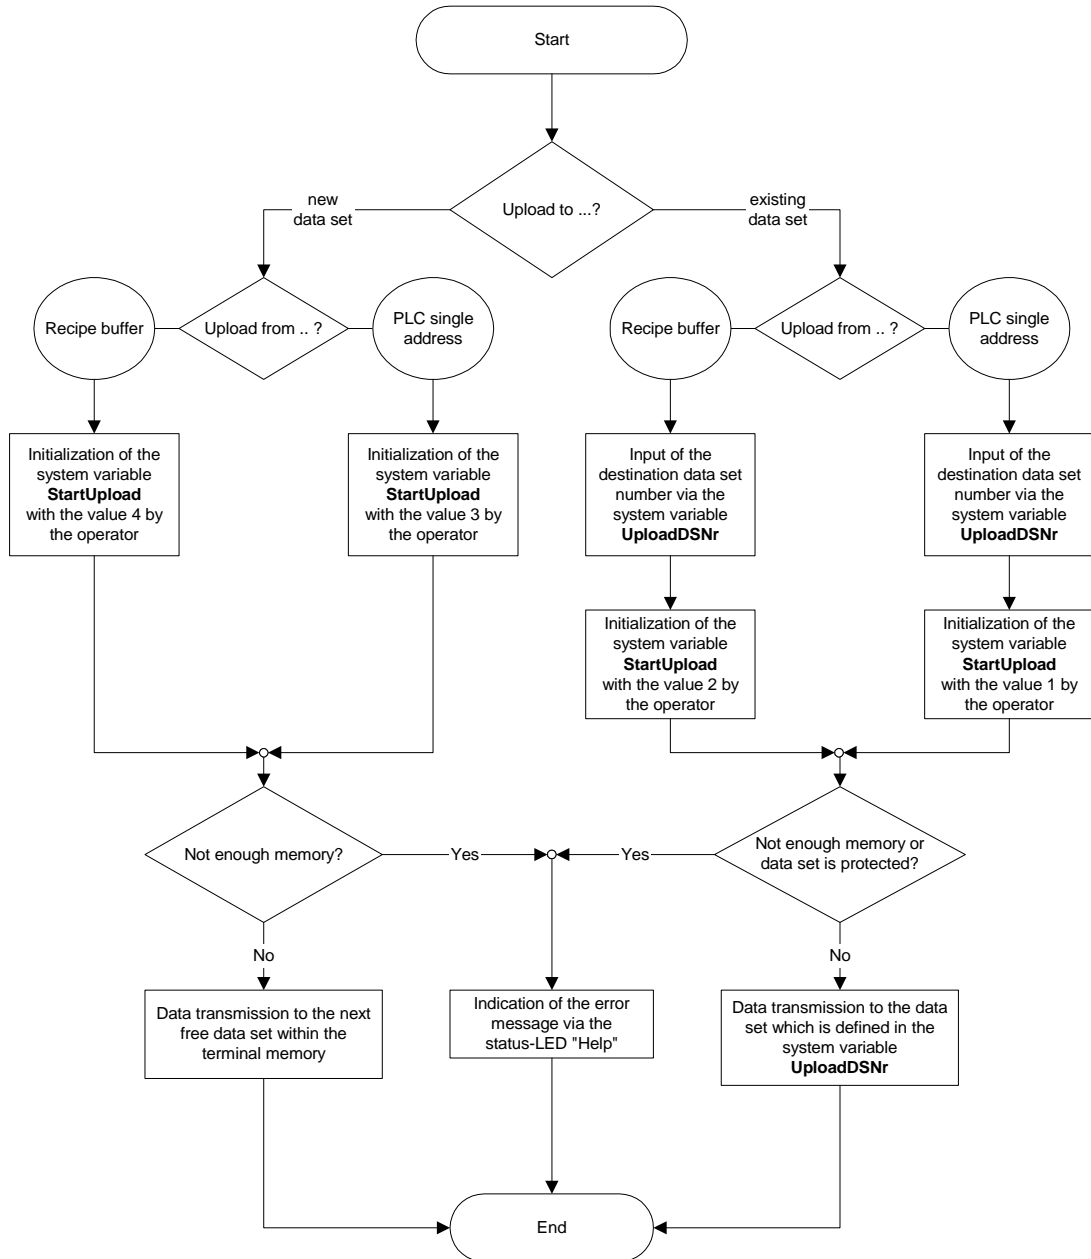 Start
Upload to ...?
new
data set
existing
data set
Recipe buffer
Upload from .. ?
PLC single
address
Recipe buffer
Upload from .. ?
PLC single
address
Initialization of the
system variable
StartUpload
with the value 4 by
the operator
Initialization of the
system variable
StartUpload
with the value 3 by
the operator
Input of the
destination data set
number via the
system variable
UploadDSNr
Input of the
destination data set
number via the
system variable
UploadDSNr
Initialization of the
system variable
StartUpload
with the value 2 by
the operator
Initialization of the
system variable
StartUpload
with the value 1 by
the operator
Not enough memory?
Yes
Yes
Not enough memory or
data set is protected?
No
No
Data transmission to the next
free data set within the
terminal memory
Indication of the error
message via the
status-LED "Help"
Data transmission to the data
set which is defined in the
system variable
UploadDSNr
End